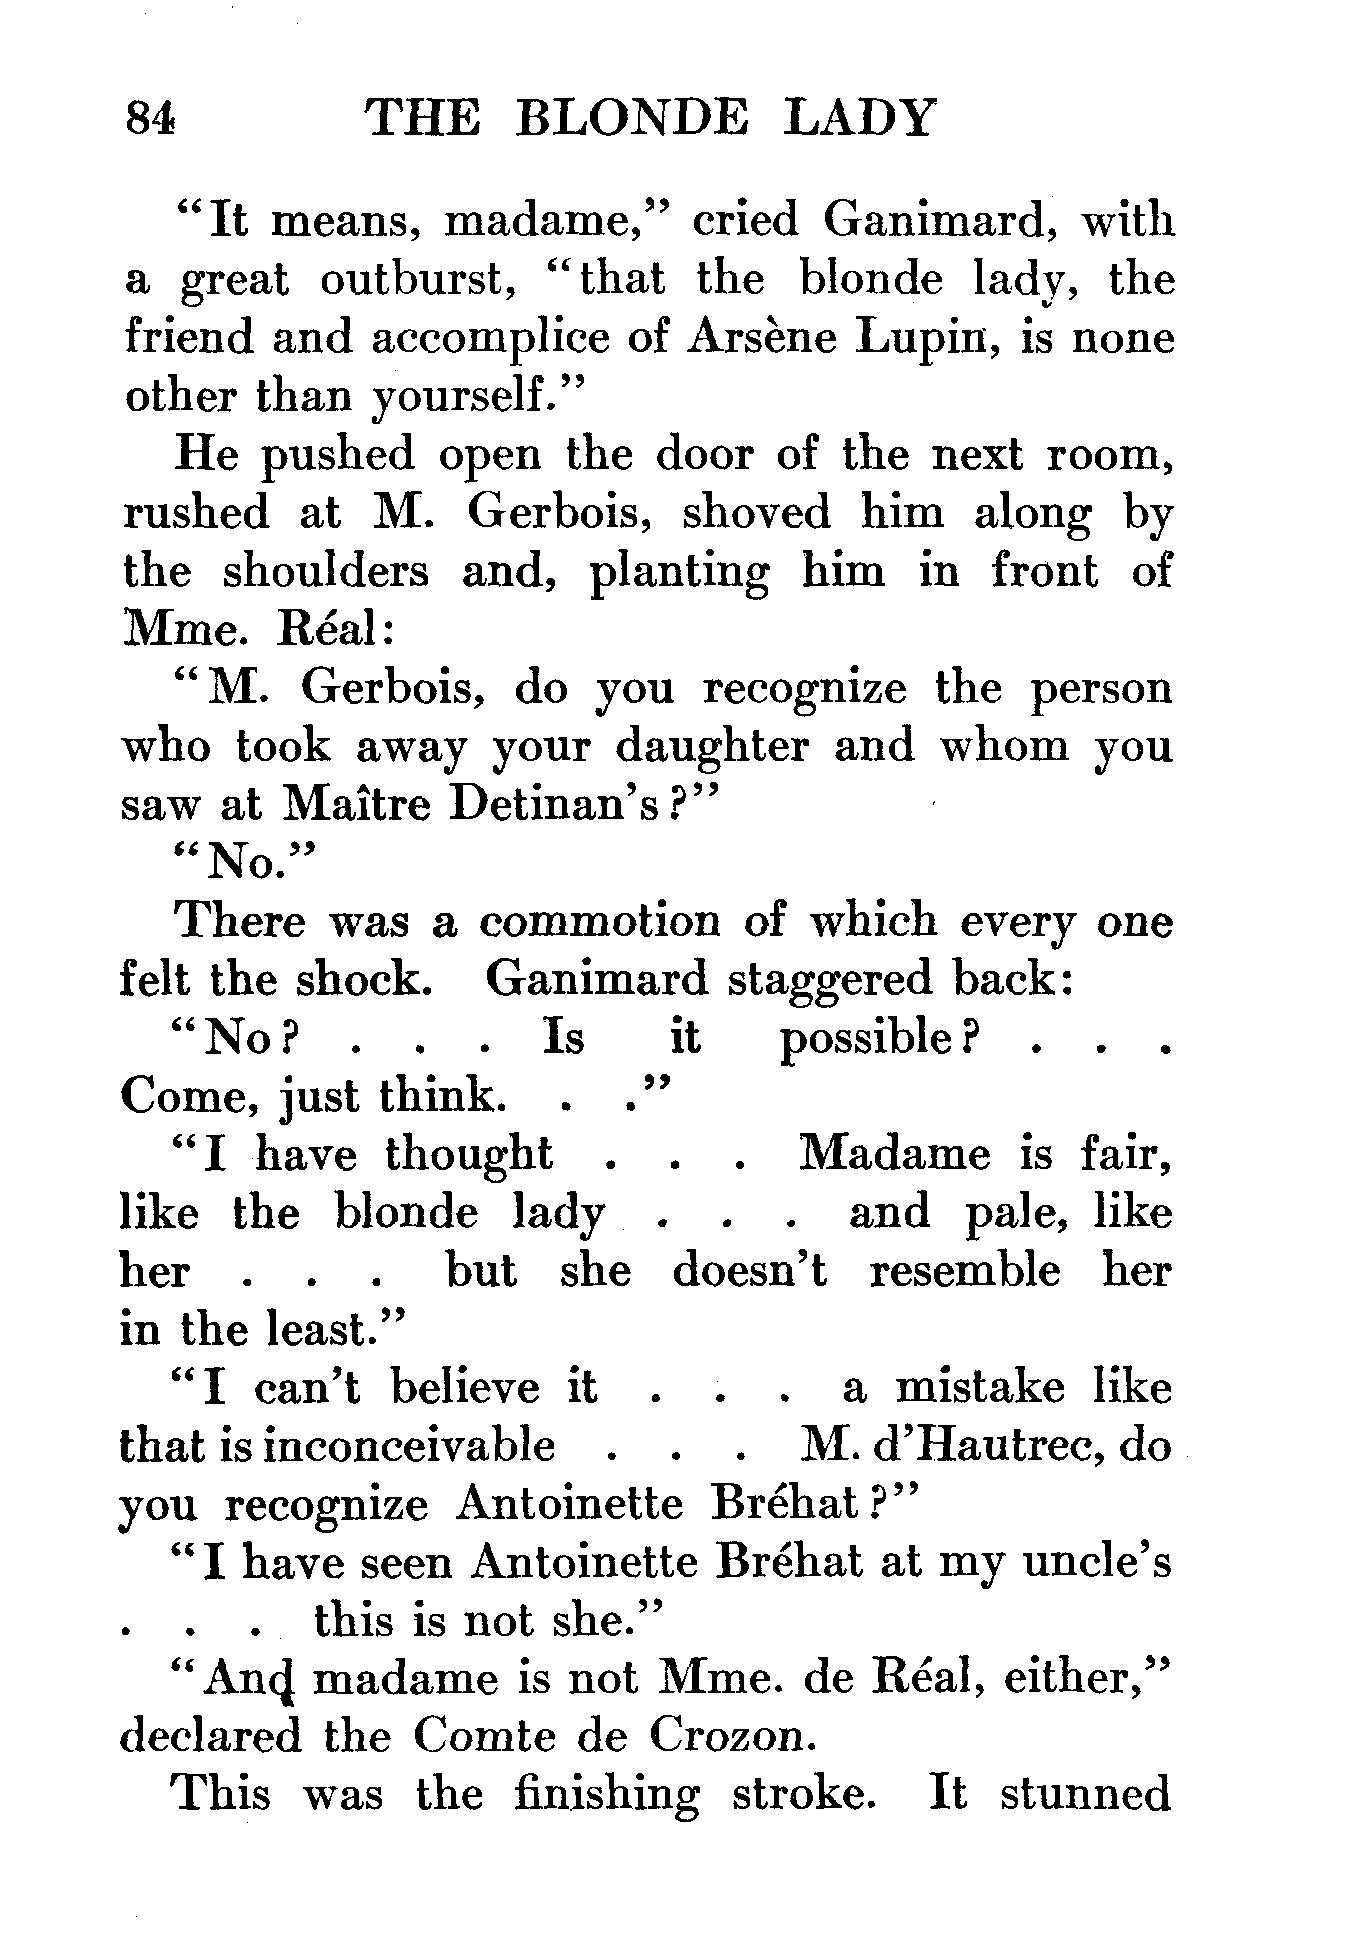 84 THE BLONDE LADY
“It means, madame,” cried Ganimard, with
a great outburst, “that the blonde lady, the
friend and accomplice of Arsène Lupin, is none
other than yourself.”
He pushed open the door of the next room,
rushed at M. Gerbois, shoved him along by
the shoulders and, planting him in front of
Mme. Réal:
“M. Gerbois, do you recognize the person
who took away your daughter and whom you
saw at Maître Detinan’s?”
“No.”
There was a commotion of which every one
felt the shock. Ganimard staggered back:
“No? . . . Is it possible? . . .
Come, just think. . .”
“I have thought . . . Madame is fair,
like the blonde lady . . . and pale, like
her . . . but she doesn’t resemble her
in the least.”
“I can’t believe it . . . a mistake like
that is inconceivable . . . M. d’Hautrec, do
you recognize Antoinette Bréhat?”
“I have seen Antoinette Bréhat at my uncle’s
. . . this is not she.”
“And madame is not Mme. de Réal, either,”
declared the Comte de Crozon.
This was the finishing stroke. It stunned